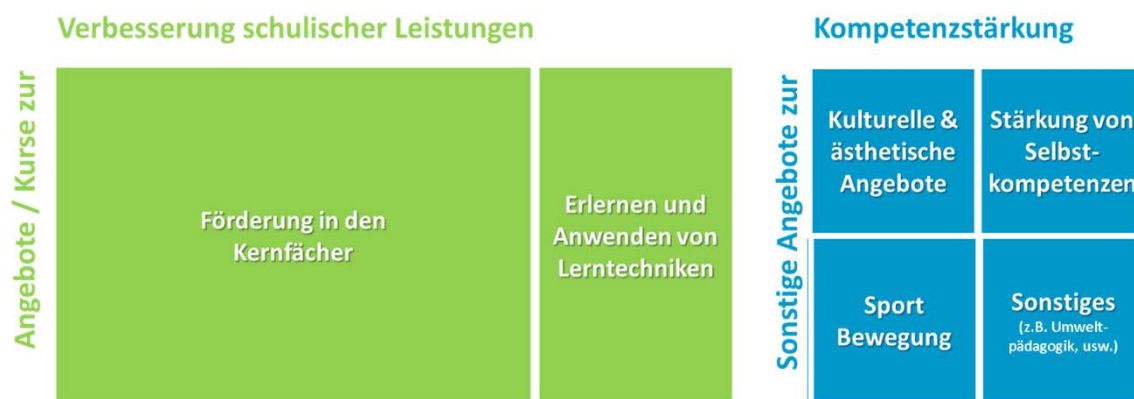 Verbesserung schulischer Leistungen
Angebote / Kurse zur
Förderung in den
Kernfächer
Erlernen und
Anwenden von
Lerntechniken
Kompetenzstärkung
Sonstige Angebote zur
Kulturelle &
ästhetische
Angebote
Stärkung von
Selbst-
kompetenzen
Sport
Bewegung
Sonstiges
(z.B. Umwelt-
pädagogik, usw.)